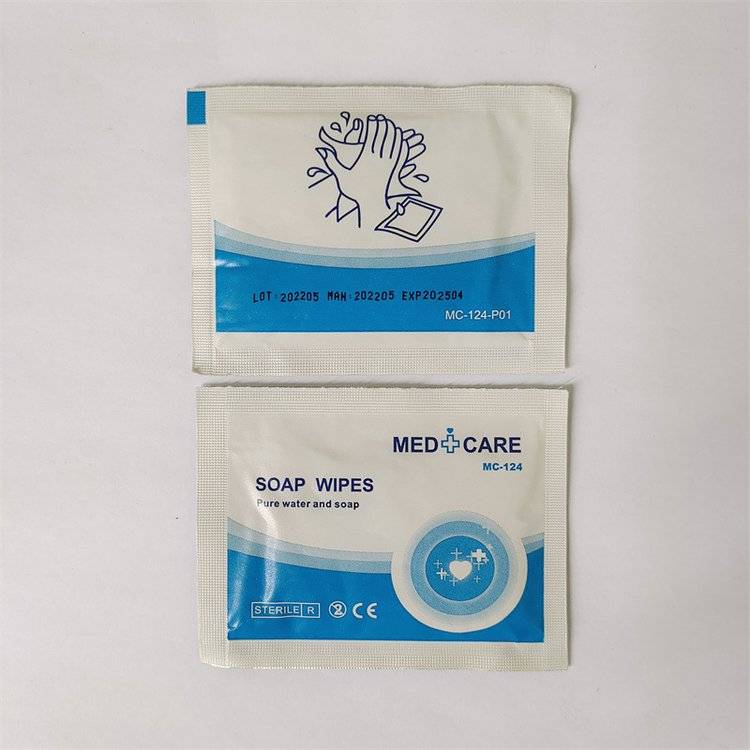 LOT:202205 MAN:202205 EXP202504
MC-124-P01
MED CARE
MC-124
SOAP WIPES
Pure water and soap
STERILE R 2 CE